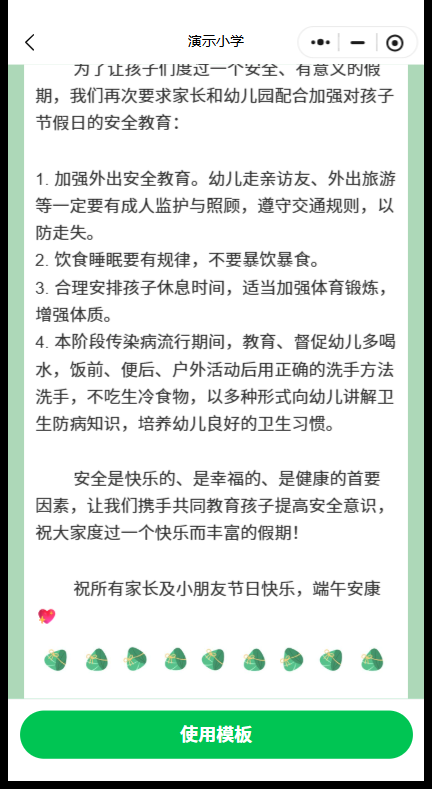 演示小学
为了让孩子们度过一个安全、有意义的假
期，我们再次要求家长和幼儿园配合加强对孩子
节假日的安全教育：
1. 加强外出安全教育。幼儿走亲访友、外出旅游
等一定要有成人监护与照顾，遵守交通规则，以
防走失。
2. 饮食睡眠要有规律，不要暴饮暴食。
3. 合理安排孩子休息时间，适当加强体育锻炼，
增强体质。
4. 本阶段传染病流行期间，教育、督促幼儿多喝
水，饭前、便后、户外活动后用正确的洗手方法
洗手，不吃生冷食物，以多种形式向幼儿讲解卫
生防病知识，培养幼儿良好的卫生习惯。
安全是快乐的、是幸福的、是健康的首要
因素，让我们携手共同教育孩子提高安全意识，
祝大家度过一个快乐而丰富的假期！
祝所有家长及小朋友节日快乐，端午安康
使用模板